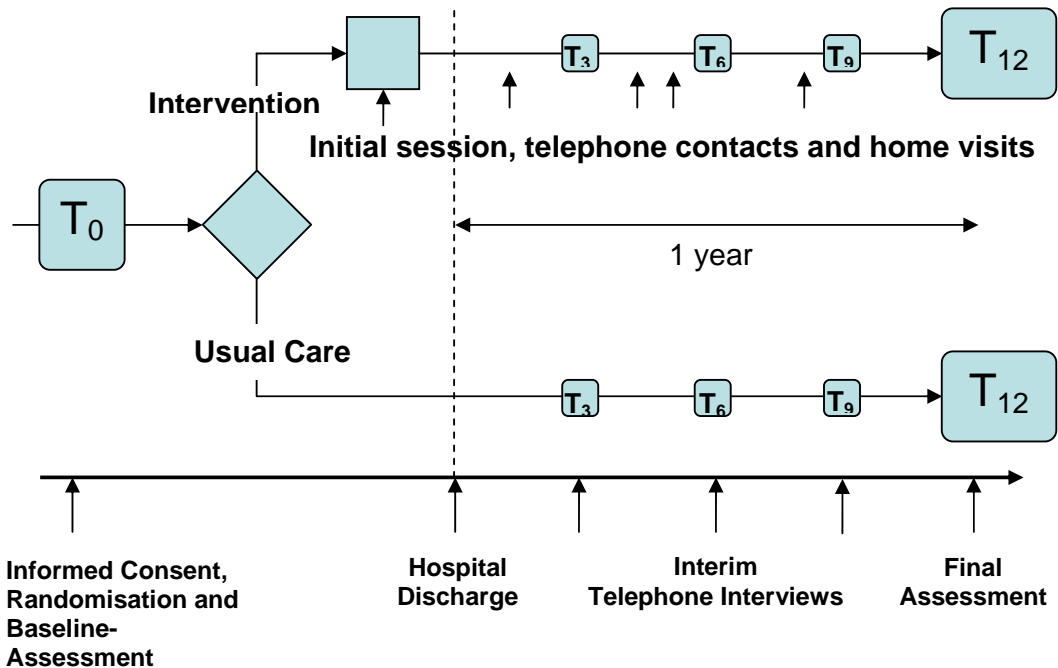 T3 T6 T9 T12
Intervention
Initial session, telephone contacts and home visits
T0
1 year
Usual Care
T3 T6 T9 T12
Informed Consent,
Randomisation and
Baseline-
Assessment
Hospital
Discharge
Interim
Telephone Interviews
Final
Assessment